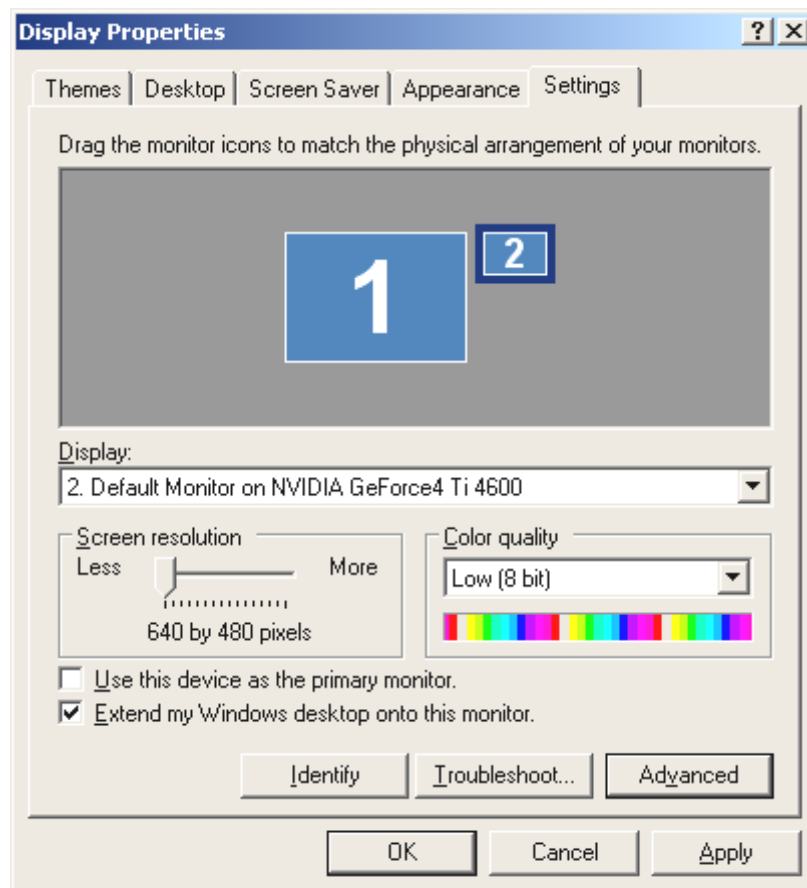 Display Properties
Themes Desktop Screen Saver Appearance Settings
Drag the monitor icons to match the physical arrangement of your monitors.
1 2
Display:
2. Default Monitor on NVIDIA GeForce4 Ti 4600
Screen resolution
Less More
640 by 480 pixels
Color quality
Low (8 bit)
Use this device as the primary monitor.
Extend my Windows desktop onto this monitor.
Identify Troubleshoot... Advanced
OK Cancel Apply